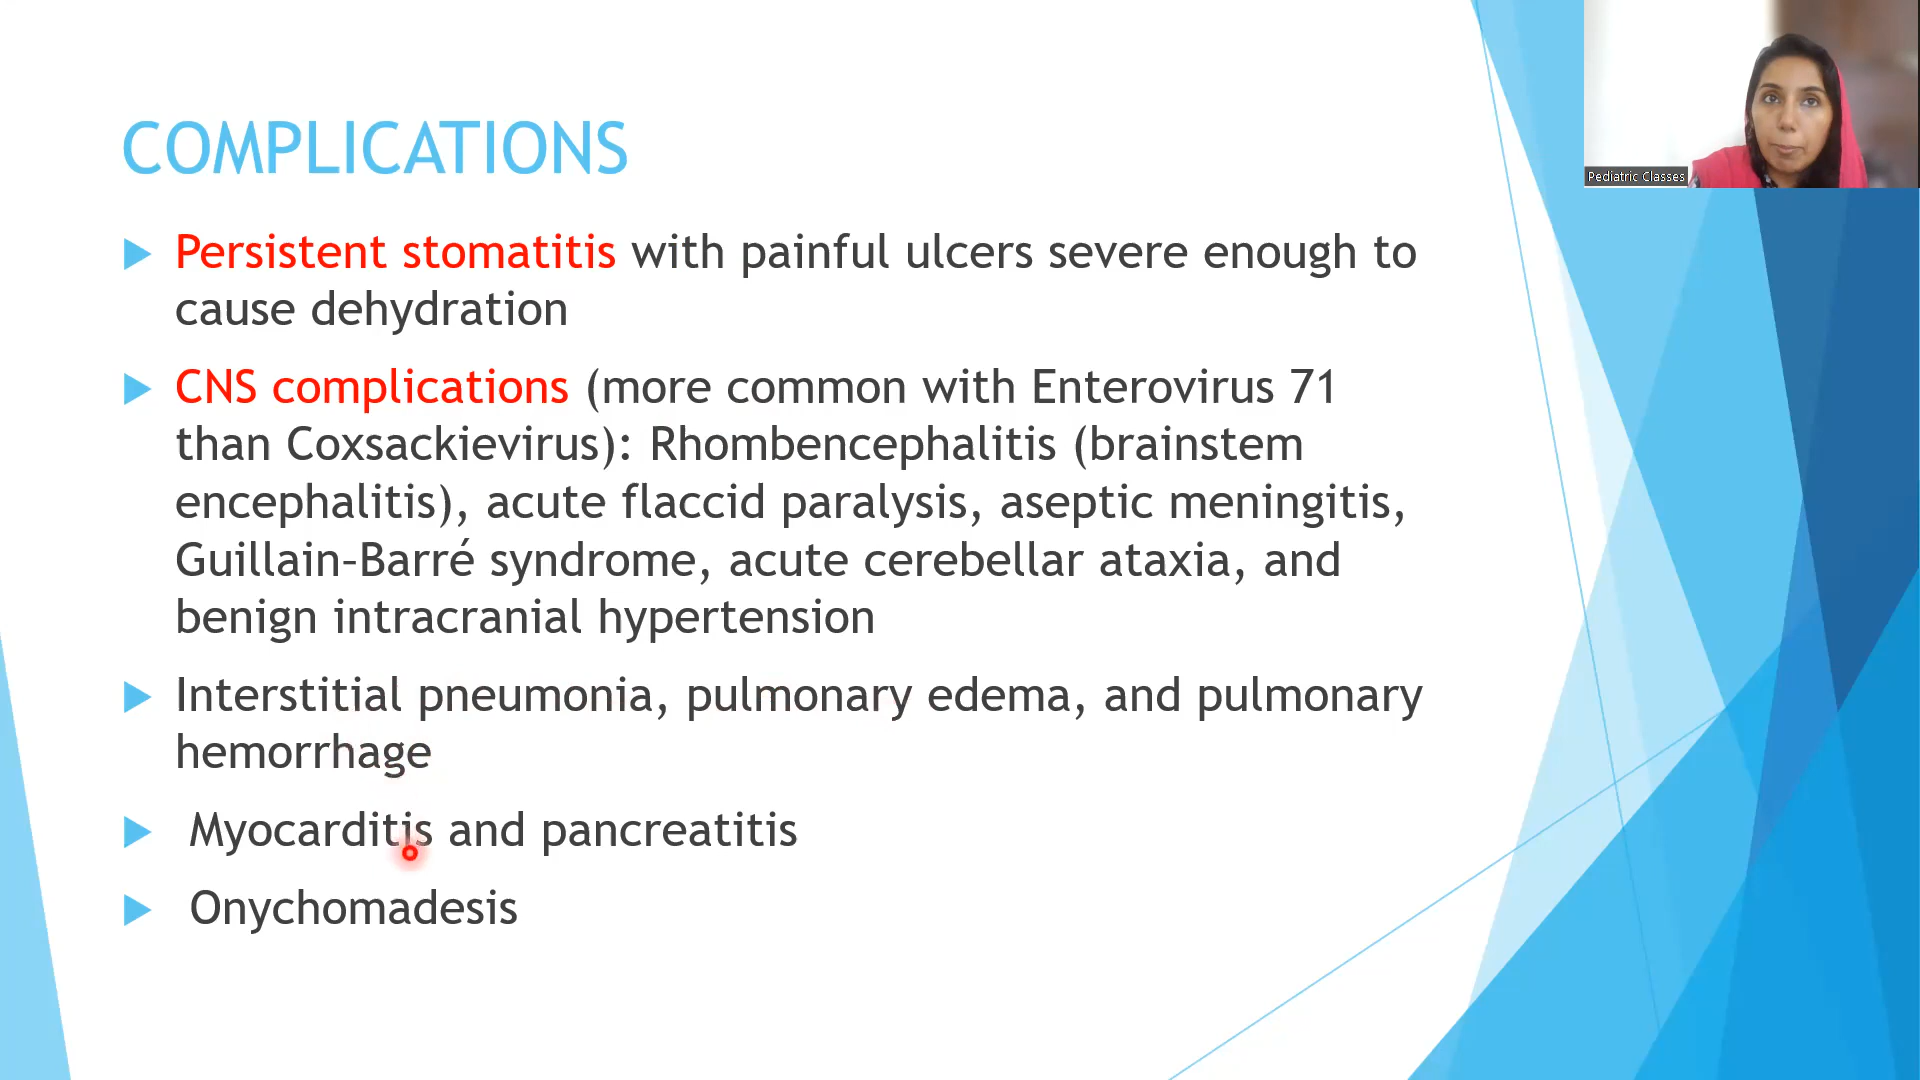 COMPLICATIONS
Pediatric Classes
Persistent stomatitis with painful ulcers severe enough to
cause dehydration
CNS complications (more common with Enterovirus 71
than Coxsackievirus): Rhombencephalitis (brainstem
encephalitis), acute flaccid paralysis, aseptic meningitis,
Guillain-Barré syndrome, acute cerebellar ataxia, and
benign intracranial hypertension
Interstitial pneumonia, pulmonary edema, and pulmonary
hemorrhage
Myocarditis and pancreatitis
Onychomadesis